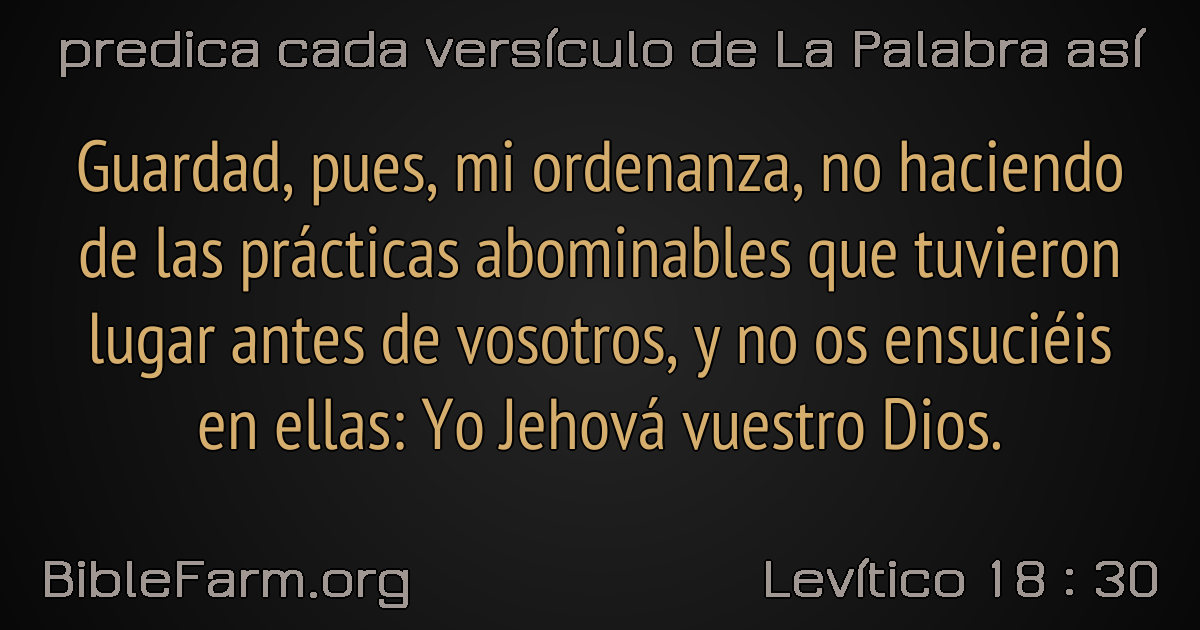 predica cada versículo de La Palabra así
Guardad, pues, mi ordenanza, no haciendo
de las prácticas abominables que tuvieron
lugar antes de vosotros, y no os ensuciéis
en ellas: Yo Jehová vuestro Dios.
BibleFarm.org
Levítico 18 : 30